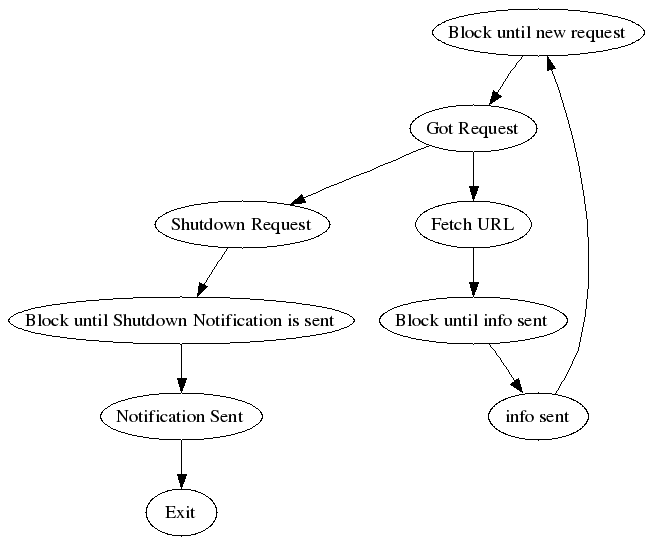 Block until new request
Got Request
Shutdown Request
Fetch URL
Block until Shutdown Notification is sent
Block until info sent
Notification Sent
info sent
Exit